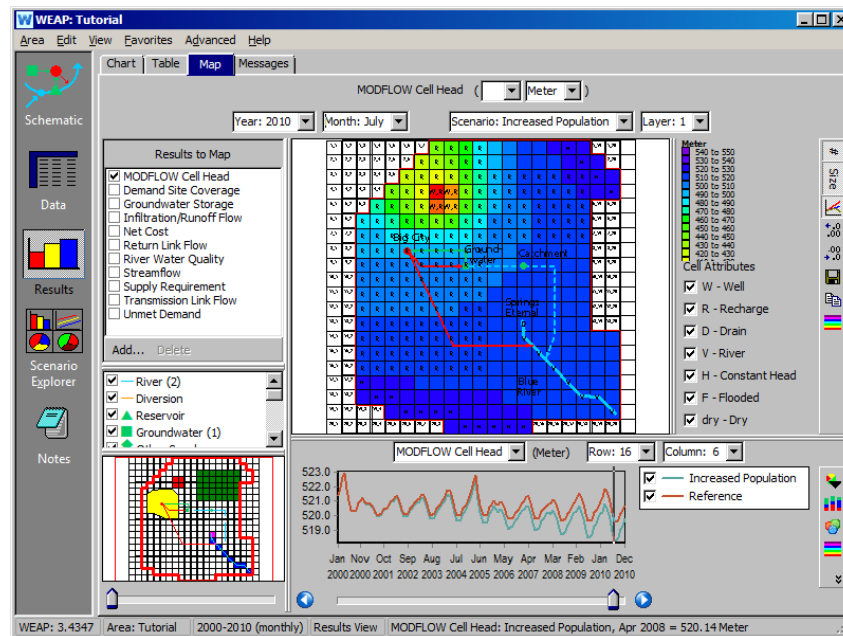 WEAP: Tutorial
Area Edit View Favorites Advanced Help
Chart Table Map Messages
MODFLOW Cell Head ( Meter )
Year: 2010 Month: July Scenario: Increased Population Layer: 1
Schematic
Data
Results
Scenario Explorer
Notes
Results to Map
MODFLOW Cell Head
Demand Site Coverage
Groundwater Storage
Infiltration/Runoff Flow
Net Cost
Return Link Flow
River Water Quality
Streamflow
Supply Requirement
Transmission Link Flow
Unmet Demand
Add... Delete
River (2)
Diversion
Reservoir
Groundwater (1)
Big City
Ground-
water
Catchment
Springs
Eternal
Blue
River
Meter
540 to 550
530 to 540
520 to 530
510 to 520
500 to 510
490 to 500
480 to 490
470 to 480
460 to 470
450 to 460
440 to 450
430 to 440
420 to 430
Cell Attributes
W - Well
R - Recharge
D - Drain
V - River
H - Constant Head
F - Flooded
dry - Dry
#
Size
MODFLOW Cell Head (Meter) Row: 16 Column: 6
523.0
522.0
521.0
520.0
519.0
Jan Nov Oct Sep Aug Jul Jun May Apr Mar Feb Jan Dec
2000 2000 2001 2002 2003 2004 2005 2006 2007 2008 2009 2010 2010
Increased Population
Reference
WEAP: 3.4347 Area: Tutorial 2000-2010 (monthly) Results View MODFLOW Cell Head: Increased Population, Apr 2008 = 520.14 Meter